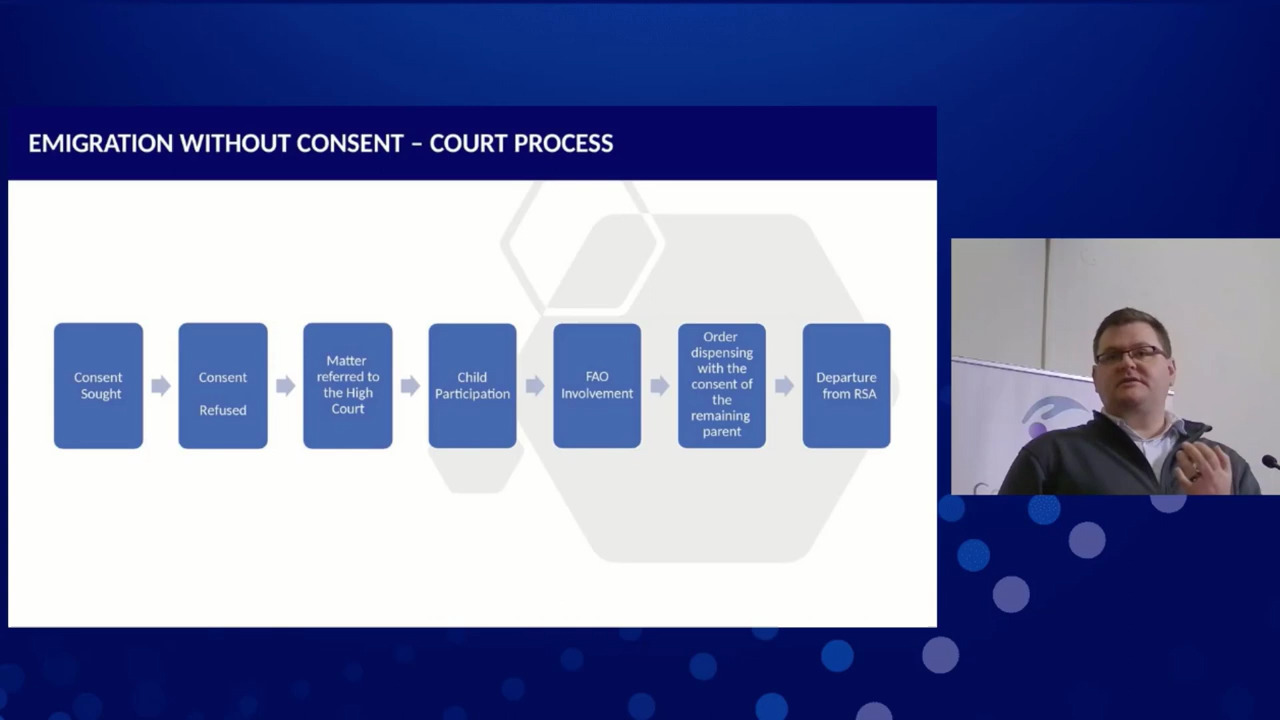 EMIGRATION WITHOUT CONSENT – COURT PROCESS
Consent
Sought
Consent
Refused
Matter
referred to
the High
Court
Child
Participation
FAO
Involvement
Order
dispensing
with the
consent of
the
remaining
parent
Departure
from RSA